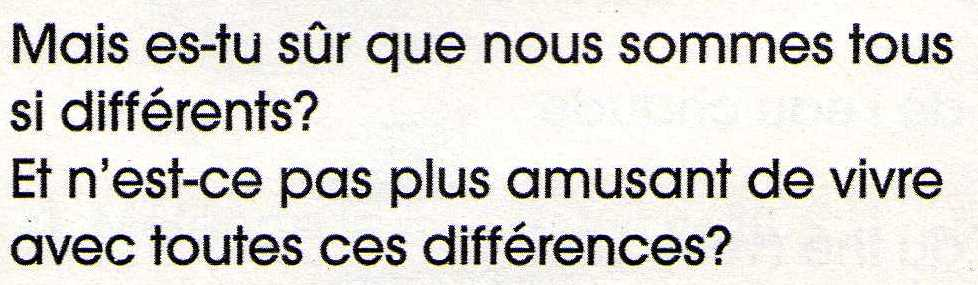 Mais es-tu sûr que nous sommes tous
si différents?
Et n'est-ce pas plus amusant de vivre
avec toutes ces différences?